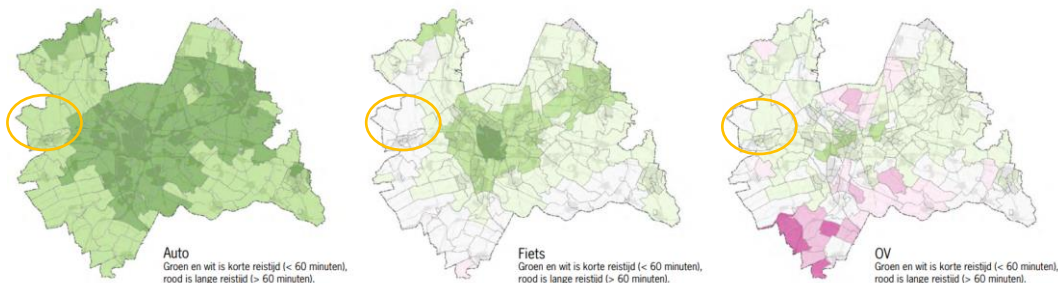 Auto
Groen en wit is korte reistijd (< 60 minuten),
rood is lange reistijd (> 60 minuten).
Fiets
Groen en wit is korte reistijd (< 60 minuten),
rood is lange reistijd (> 60 minuten).
OV
Groen en wit is korte reistijd (< 60 minuten),
rood is lange reistijd (> 60 minuten).